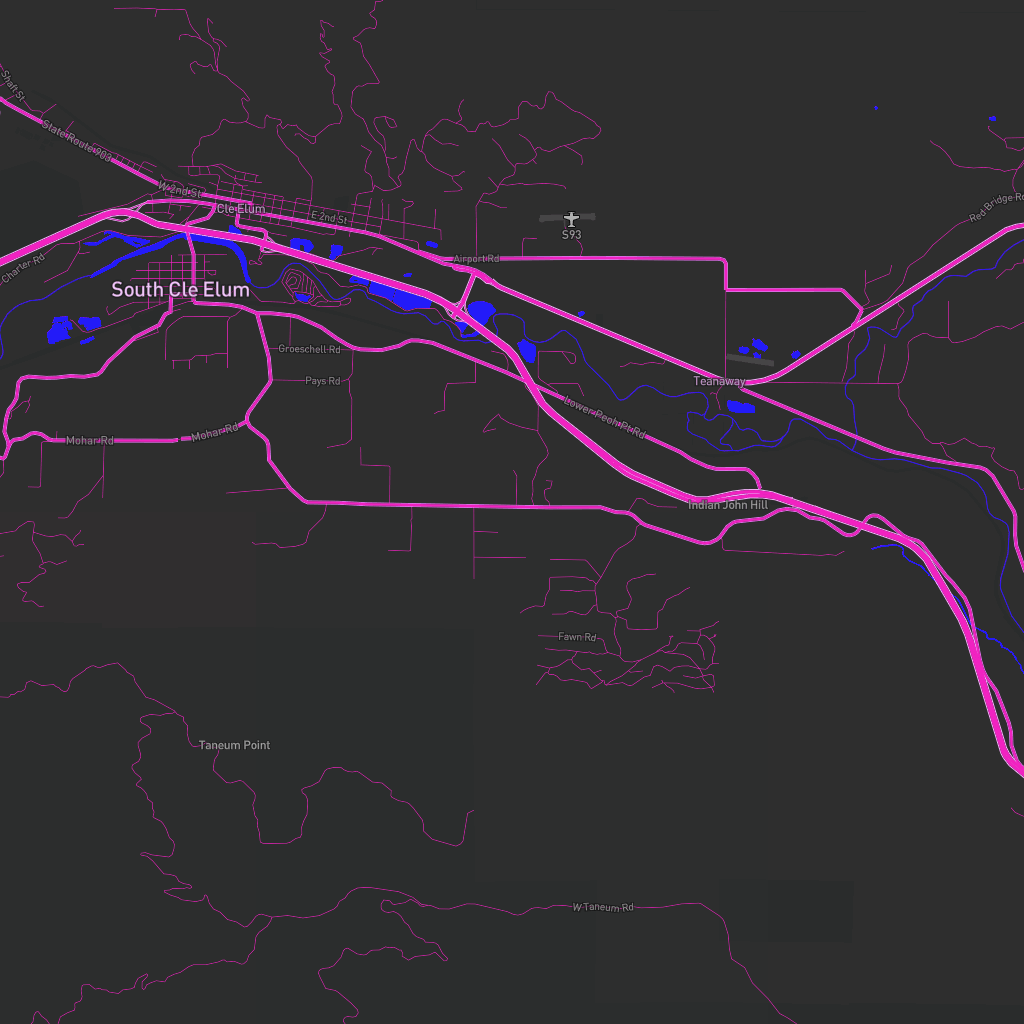 Shaft St
State Route 903
W 2nd St
Cle Elum
E 2nd St
Red Bridge Rd
S93
Airport Rd
Charter Rd
South Cle Elum
Groeschell Rd
Pays Rd
Teanaway
Lower Peoh Pt Rd
Mohar Rd
Mohar Rd
Indian John Hill
Fawn Rd
Taneum Point
W Taneum Rd